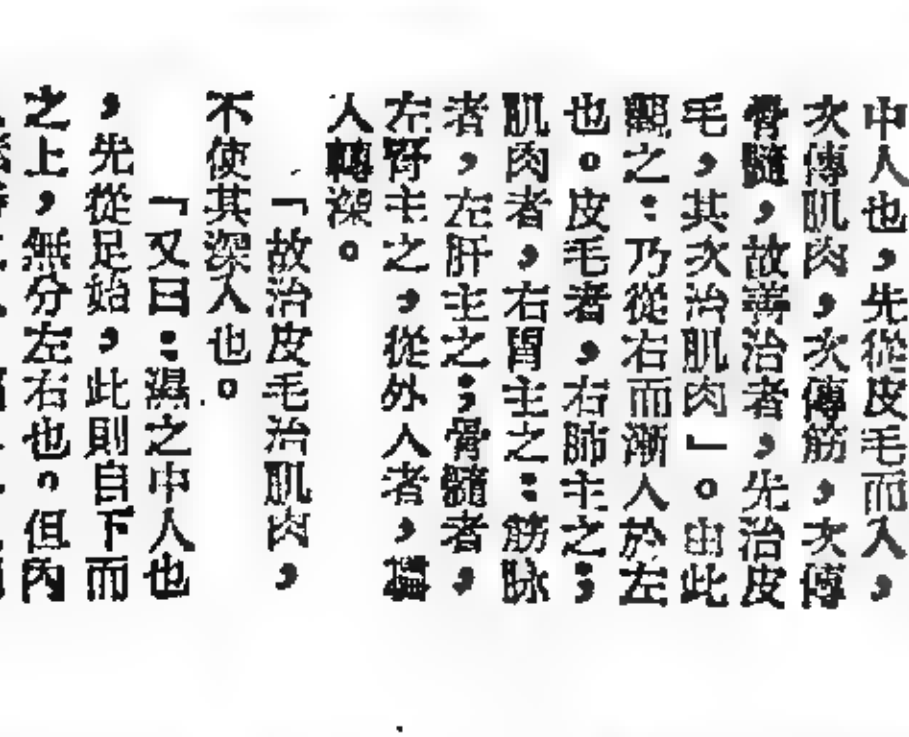 中人也，先從皮毛而入，
次傳肌肉，次傳筋，次傳
骨髓，故善治者，先治皮
毛，其次治肌肉」。由此
觀之：乃從右而漸入於左
也。皮毛者，右肺主之；
肌肉者，右胃主之：筋脉
者，左肝主之；骨髓者，
左腎主之，從外入者，
人轉深。
「故治皮毛治肌肉，
不使其深入也。
「又曰：濕之中人也
，先從足始，此則自下而
之上，無分左右也。但內